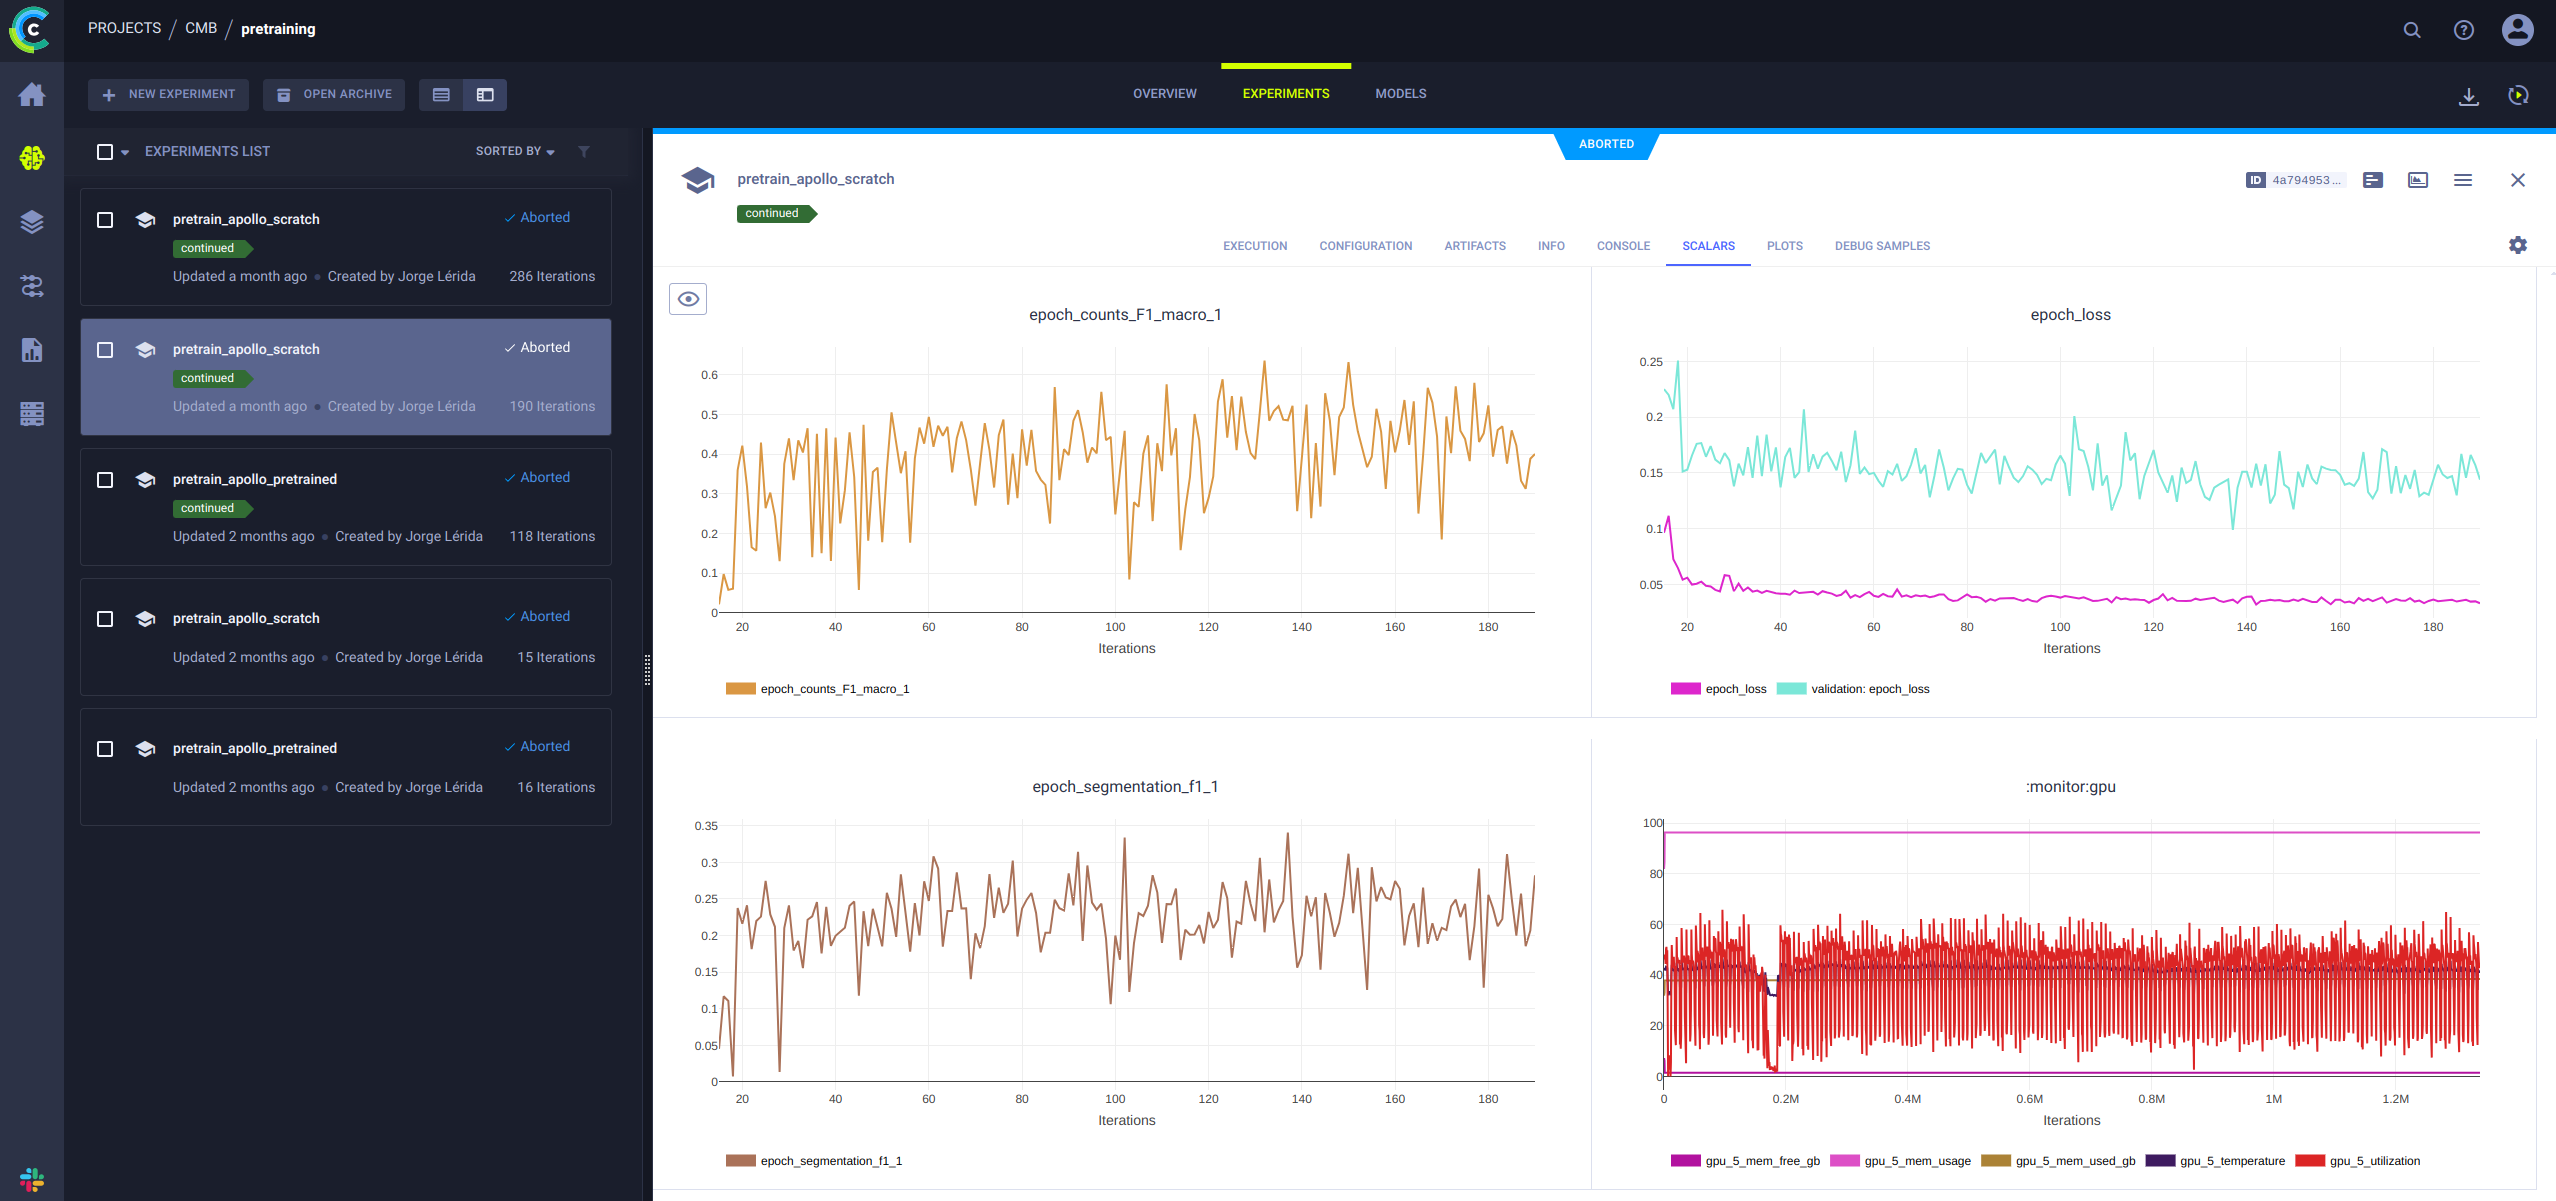 PROJECTS / CMB / pretraining
NEW EXPERIMENT
OPEN ARCHIVE
OVERVIEW
EXPERIMENTS
MODELS
EXPERIMENTS LIST
SORTED BY
pretrain_apollo_scratch
Aborted
continued
Updated a month ago
Created by Jorge Lérida
286 Iterations
pretrain_apollo_scratch
Aborted
continued
Updated a month ago
Created by Jorge Lérida
190 Iterations
pretrain_apollo_pretrained
Aborted
continued
Updated 2 months ago
Created by Jorge Lérida
118 Iterations
pretrain_apollo_scratch
Aborted
Updated 2 months ago
Created by Jorge Lérida
15 Iterations
pretrain_apollo_pretrained
Aborted
Updated 2 months ago
Created by Jorge Lérida
16 Iterations
ABORTED
pretrain_apollo_scratch
continued
ID 4a794953...
EXECUTION
CONFIGURATION
ARTIFACTS
INFO
CONSOLE
SCALARS
PLOTS
DEBUG SAMPLES
epoch_counts_F1_macro_1
0.6
0.5
0.4
0.3
0.2
0.1
0
20 40 60 80 100 120 140 160 180
Iterations
epoch_counts_F1_macro_1
epoch_loss
0.25
0.2
0.15
0.1
0.05
20 40 60 80 100 120 140 160 180
Iterations
epoch_loss
validation: epoch_loss
epoch_segmentation_f1_1
0.35
0.3
0.25
0.2
0.15
0.1
0.05
0
20 40 60 80 100 120 140 160 180
Iterations
epoch_segmentation_f1_1
:monitor:gpu
100
80
60
40
20
0
0 0.2M 0.4M 0.6M 0.8M 1M 1.2M
Iterations
gpu_5_mem_free_gb
gpu_5_mem_usage
gpu_5_mem_used_gb
gpu_5_temperature
gpu_5_utilization